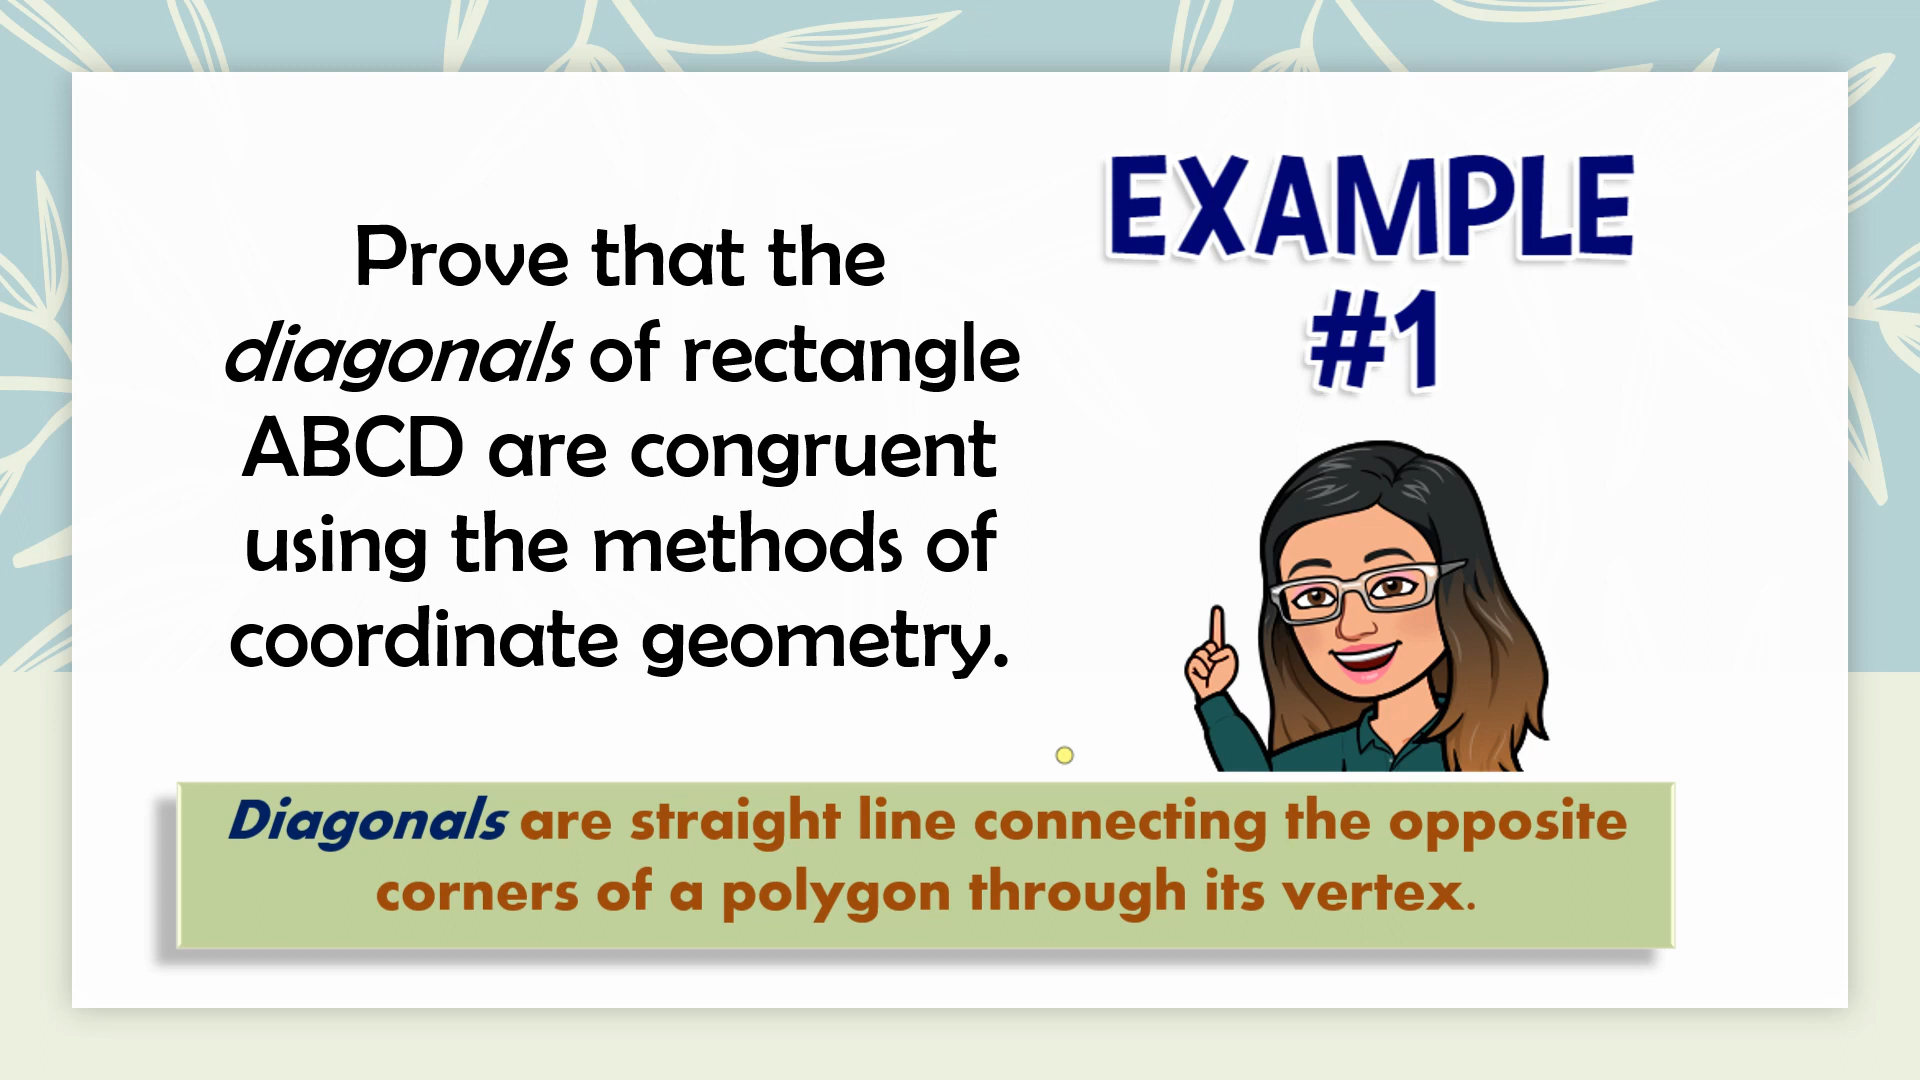 EXAMPLE
#1
Prove that the
diagonals of rectangle
ABCD are congruent
using the methods of
coordinate geometry.
Diagonals are straight line connecting the opposite
corners of a polygon through its vertex.